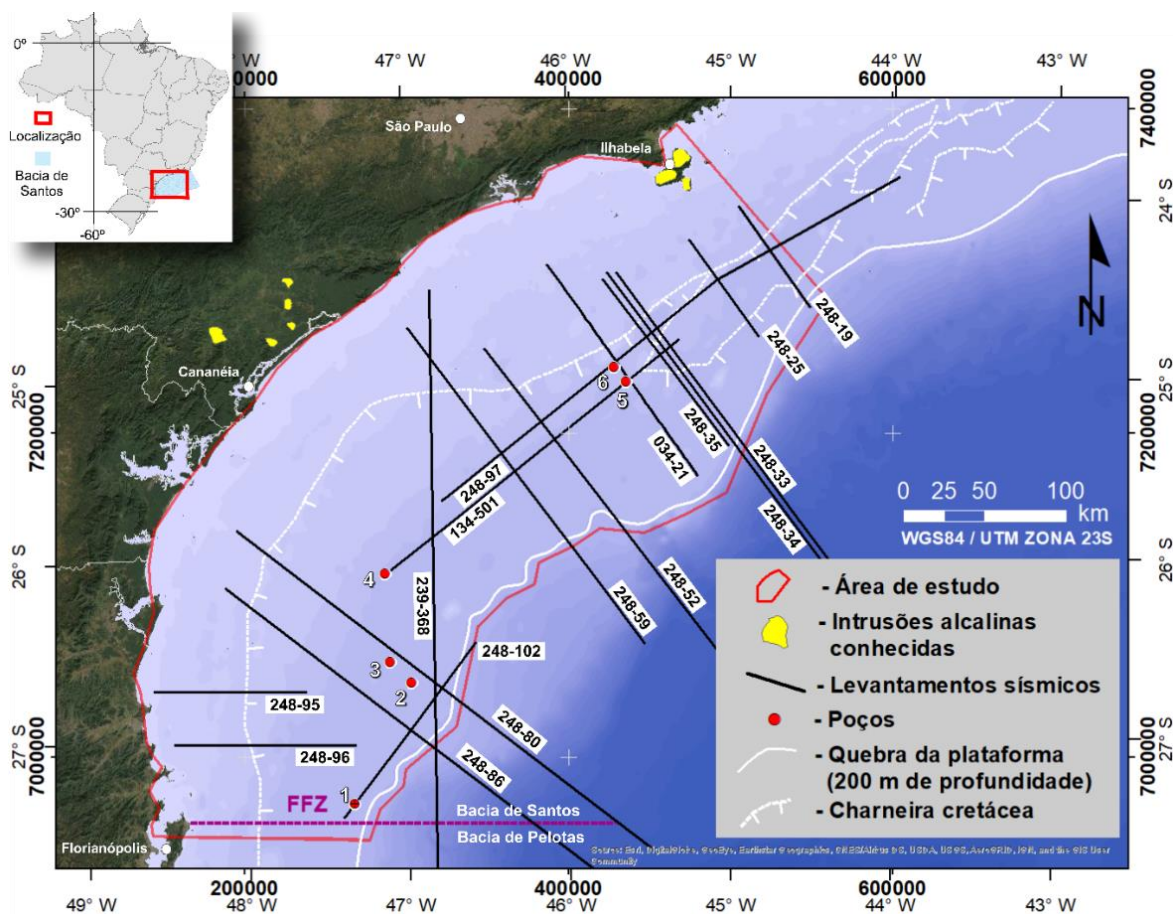 0°
Localização
Bacia de
Santos
-30°
-60°
° W
° W
47° W
46° W
45° W
44° W
43° W
00000
400000
600000
7400000
24° S
São Paulo
Ilhabela
N
248-19
248-25
25° S
25° S
Cananéia
6
5
248-35
034-21
7200000
7200000
248-97
134-501
248-33
248-34
0 25 50 100
km
WGS84 / UTM ZONA 23S
26° S
26° S
4
239-368
248-59
248-52
248-102
3
2
248-95
248-80
248-96
248-86
27° S
27° S
7000000
7000000
1
FFZ
Bacia de Santos
Bacia de Pelotas
Florianópolis
- Área de estudo
- Intrusões alcalinas
conhecidas
- Levantamentos sísmicos
- Poços
- Quebra da plataforma
(200 m de profundidade)
- Charneira cretácea
Community
200000
400000
600000
49° W
48° W
47° W
46° W
45° W
44° W
43° W